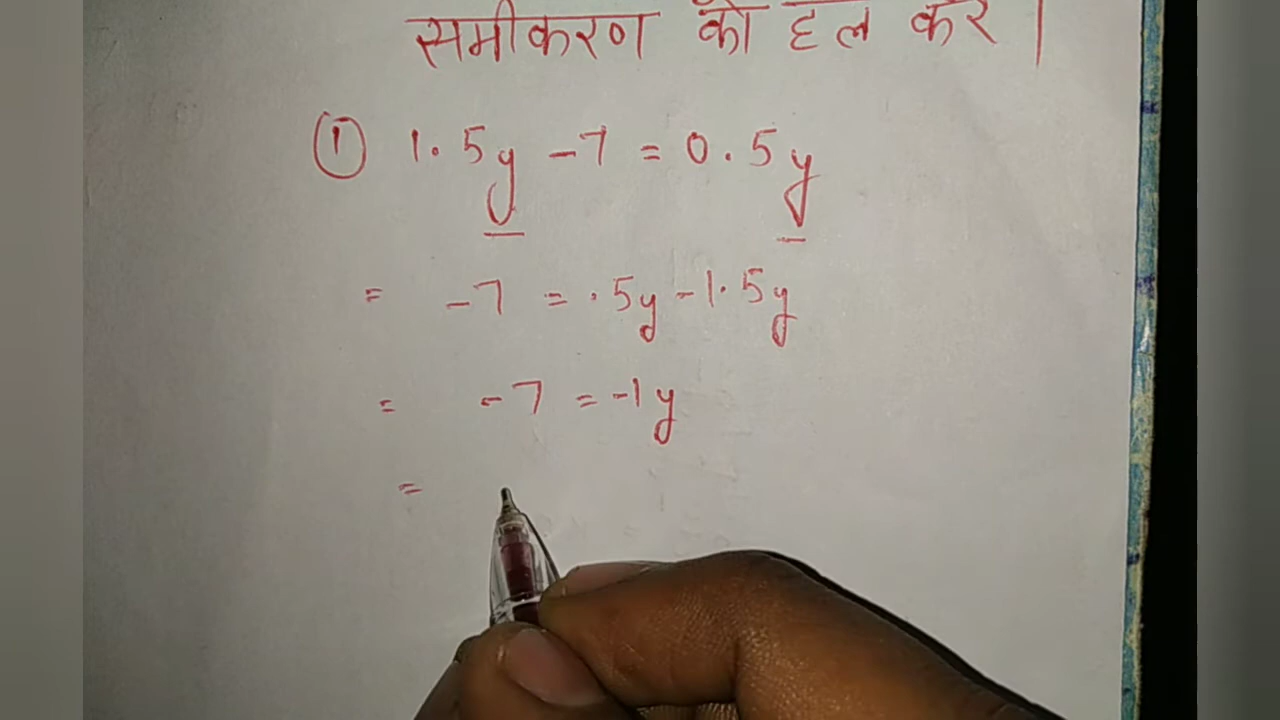 समीकरण को हल करे |
① 1.5y - 7 = 0.5y
= -7 = .5y - 1.5y
= -7 = -1y
=